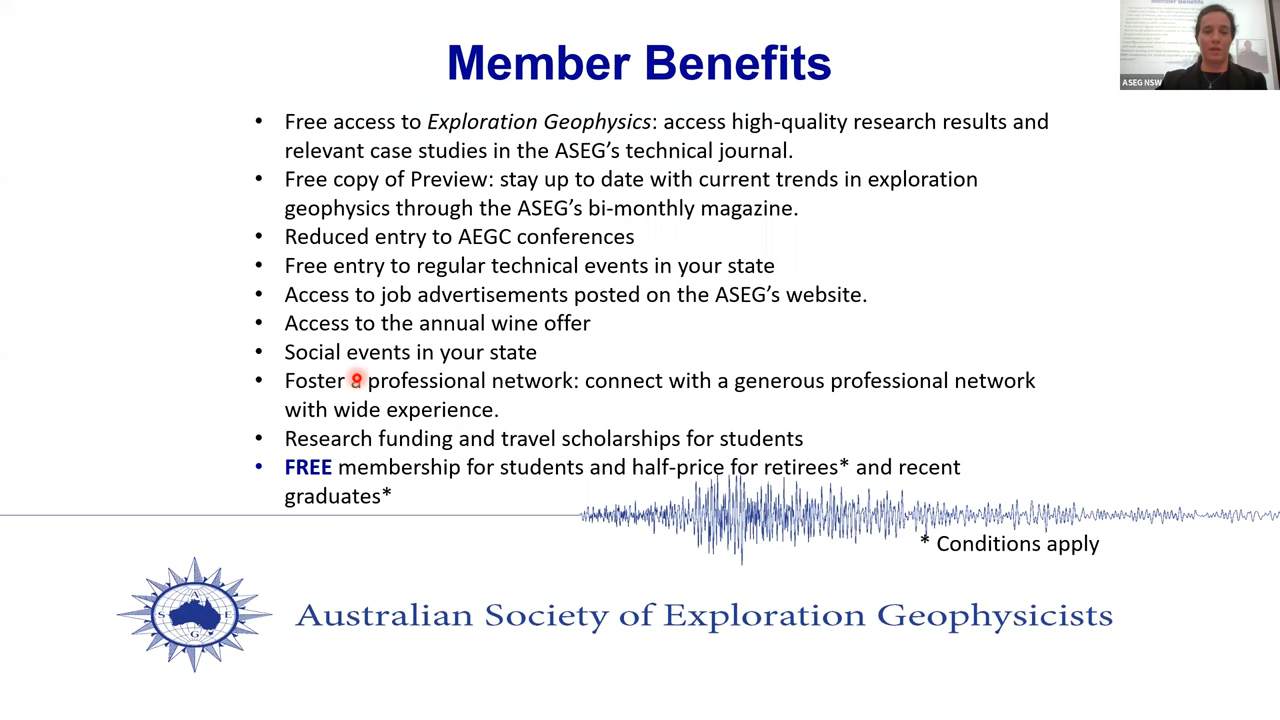 Member Benefits
ASEG NSW
• Free access to Exploration Geophysics: access high-quality research results and
relevant case studies in the ASEG’s technical journal.
• Free copy of Preview: stay up to date with current trends in exploration
geophysics through the ASEG’s bi-monthly magazine.
• Reduced entry to AEGC conferences
• Free entry to regular technical events in your state
• Access to job advertisements posted on the ASEG’s website.
• Access to the annual wine offer
• Social events in your state
• Foster a professional network: connect with a generous professional network
with wide experience.
• Research funding and travel scholarships for students
• FREE membership for students and half-price for retirees* and recent
graduates*
* Conditions apply
A
S E
G
Australian Society of Exploration Geophysicists